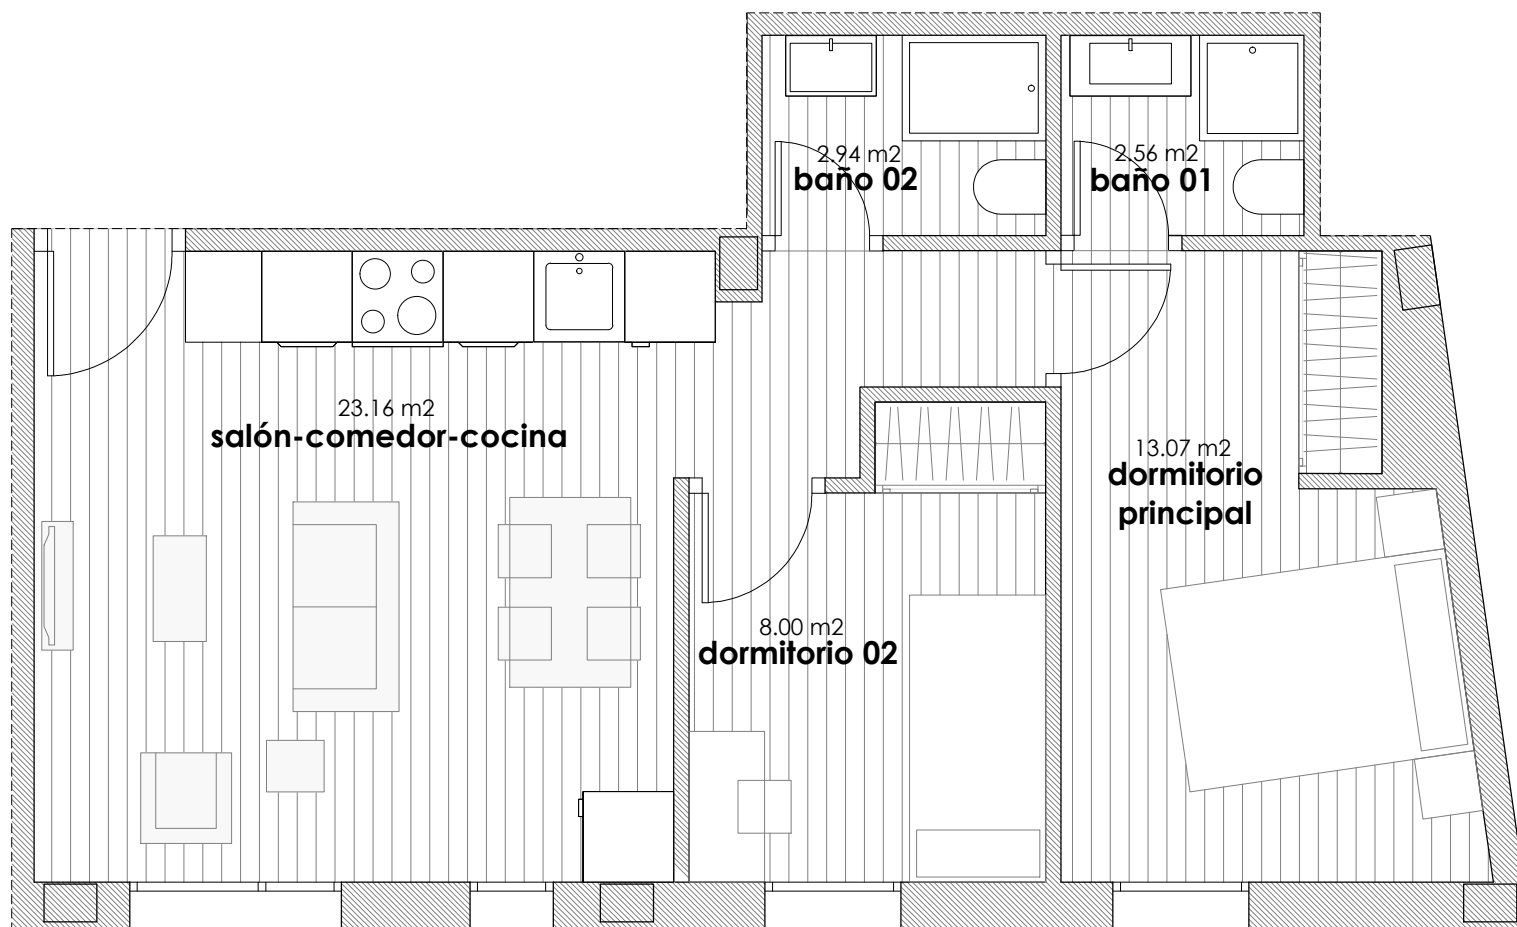 2.94 m2
baño 02
2.56 m2
baño 01
23.16 m2
salón-comedor-cocina
13.07 m2
dormitorio
principal
8.00 m2
dormitorio 02